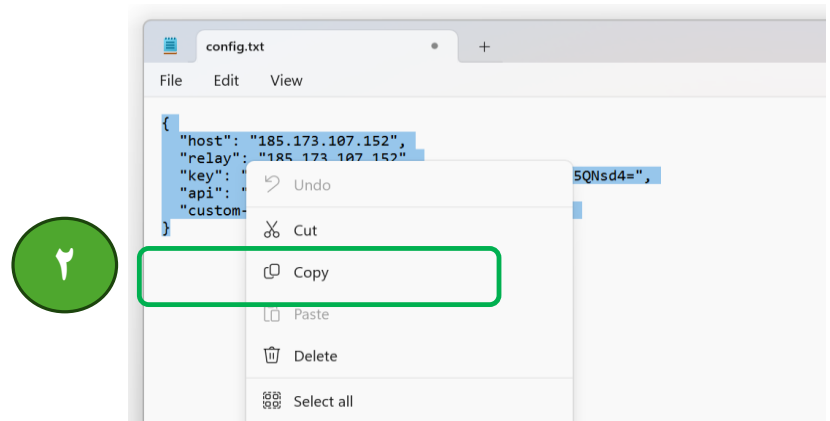 config.txt
File Edit View
{
"host": "185.173.107.152",
"relay": "185.173.107.152"
"key": " 5QNsd4=",
"api": "
"custom-
}
Undo
Cut
۲
Copy
Paste
Delete
Select all